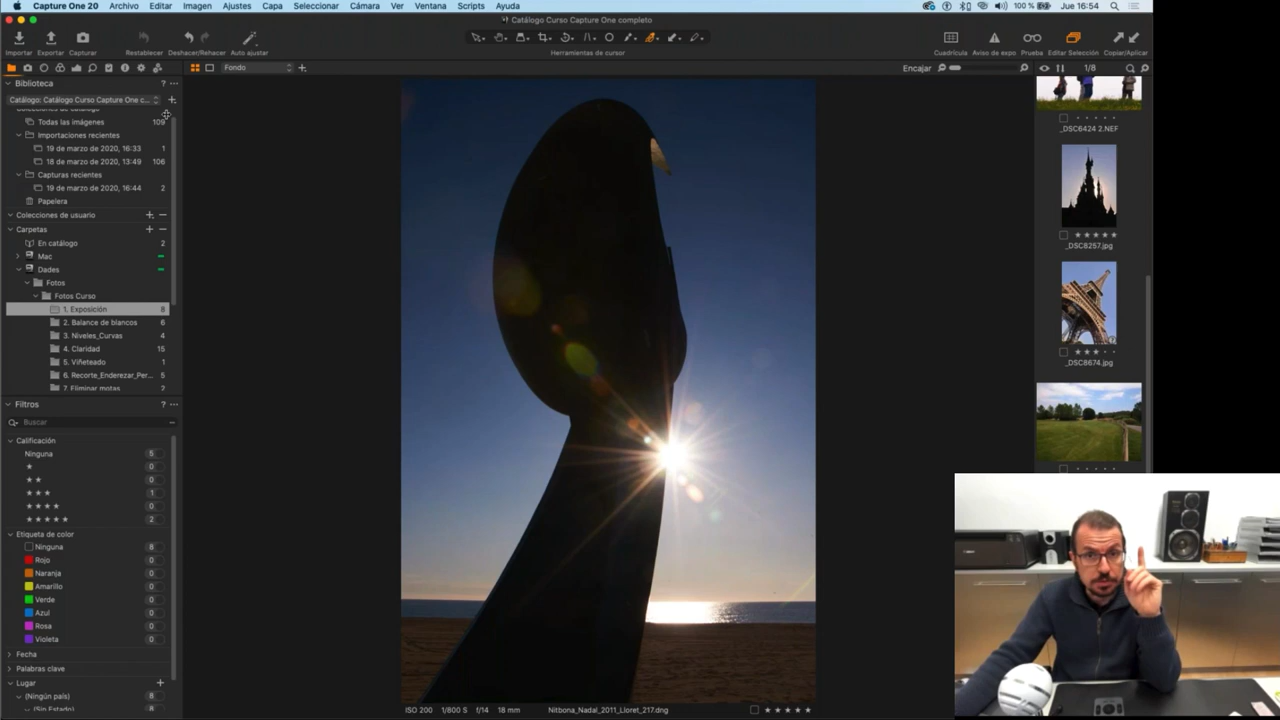 Capture One 20 Archivo Editar Imagen Ajustes Capa Seleccionar Cámara Ver Ventana Scripts Ayuda 100 % Jue 16:54
Catálogo Curso Capture One completo
Importar Exportar Capturar Restablecer Deshacer/Rehacer Auto ajustar Herramientas de cursor Cuadrícula Aviso de expo Prueba Editar Selección Copiar/Aplicar
Fondo Encajar 1/8
Biblioteca ? ...
Catálogo: Catálogo Curso Capture One c...
Colecciones de catálogo
Todas las imágenes 109
Importaciones recientes
19 de marzo de 2020, 16:33 1
18 de marzo de 2020, 13:49 106
Capturas recientes
19 de marzo de 2020, 16:44 2
Papelera
Colecciones de usuario
Carpetas
En catálogo 2
Mac
Dades
Fotos
Fotos Curso
1. Exposición 8
2. Balance de blancos 6
3. Niveles_Curvas 4
4. Claridad 15
5. Viñeteado 1
6. Recorte_Enderezar_Per... 5
7. Eliminar motas 2
Filtros ? ...
Buscar
Calificación
Ninguna 5
0
0
1
0
2
Etiqueta de color
Ninguna 8
Rojo 0
Naranja 0
Amarillo 0
Verde 0
Azul 0
Rosa 0
Violeta 0
Fecha
Palabras clave
Lugar
(Ningún país) 8
(Sin Estado) 8
ISO 200 1/800 S f/14 18 mm Nitbona_Nadal_2011_Lloret_217.dng
_DSC6424 2.NEF
_DSC8257.jpg
_DSC8674.jpg